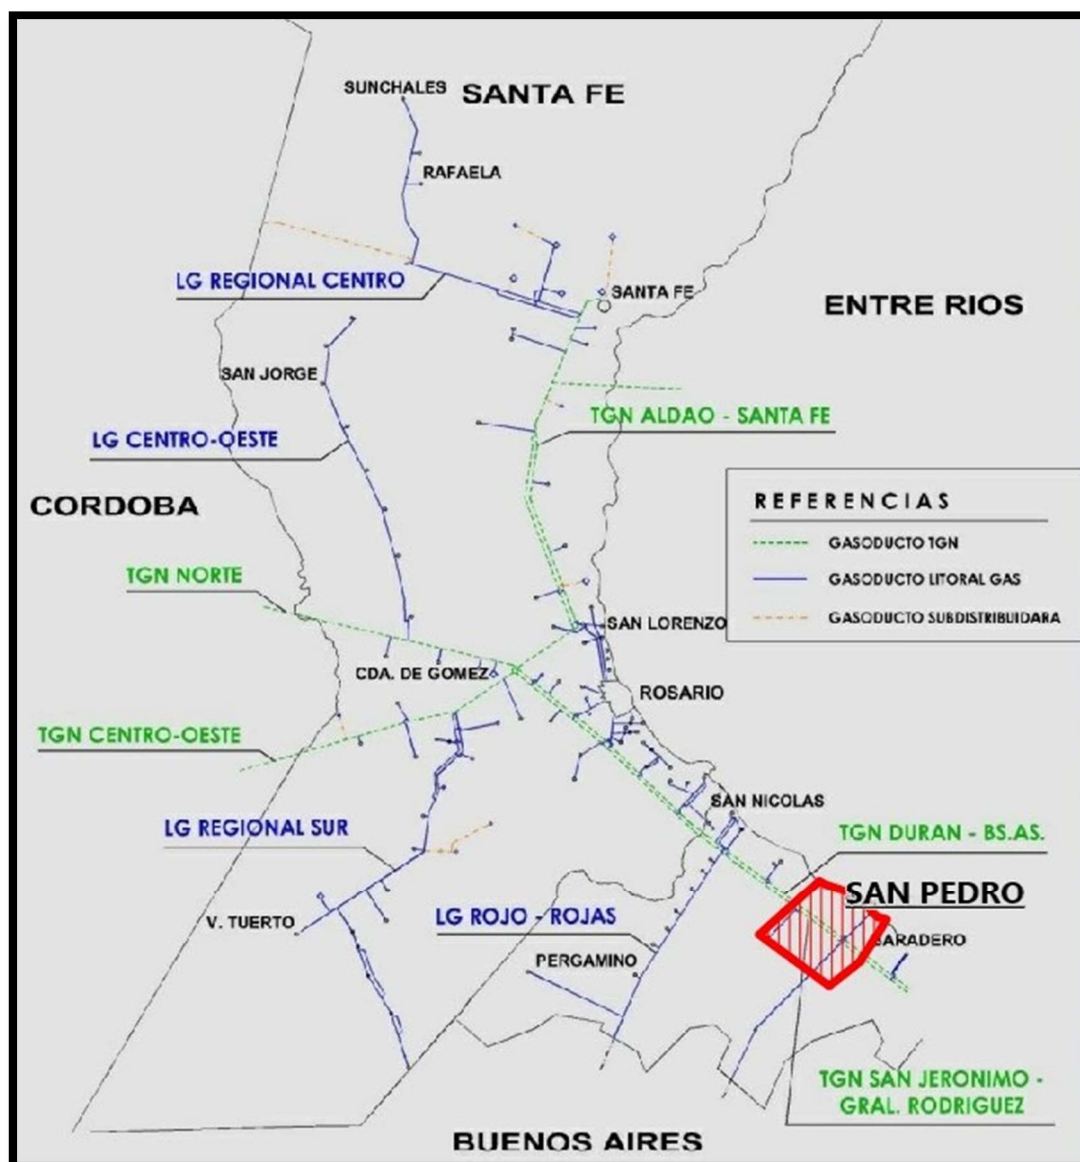 SUNCHALES
SANTA FE
RAFAELA
LG REGIONAL CENTRO
SANTA FE
ENTRE RIOS
SAN JORGE
TGN ALDAO - SANTA FE
LG CENTRO-OESTE
CORDOBA
REFERENCIAS
GASODUCTO TGN
GASODUCTO LITORAL GAS
GASODUCTO SUBDISTRIBUIDARA
TGN NORTE
SAN LORENZO
CDA. DE GOMEZ
ROSARIO
TGN CENTRO-OESTE
SAN NICOLAS
LG REGIONAL SUR
TGN DURAN - BS.AS.
SAN PEDRO
V. TUERTO
LG ROJO - ROJAS
PERGAMINO
BARADERO
TGN SAN JERONIMO -
GRAL. RODRIGUEZ
BUENOS AIRES